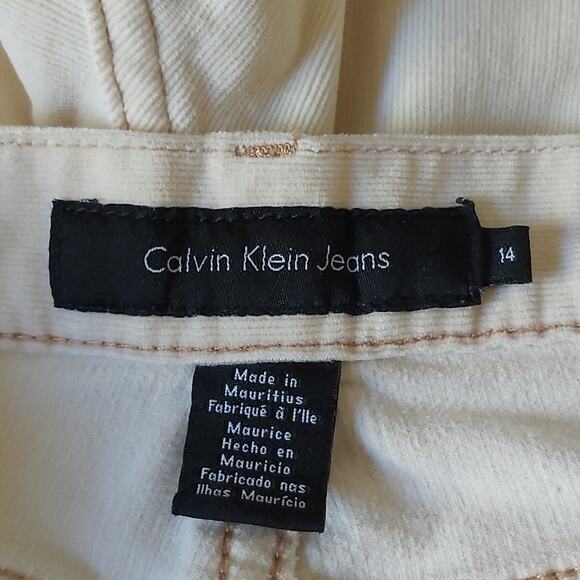 Calvin Klein Jeans
14
Made in
Mauritius
Fabriqué à l'Ile
Maurice
Hecho en
Mauricio
Fabricado nas
Ilhas Maurício